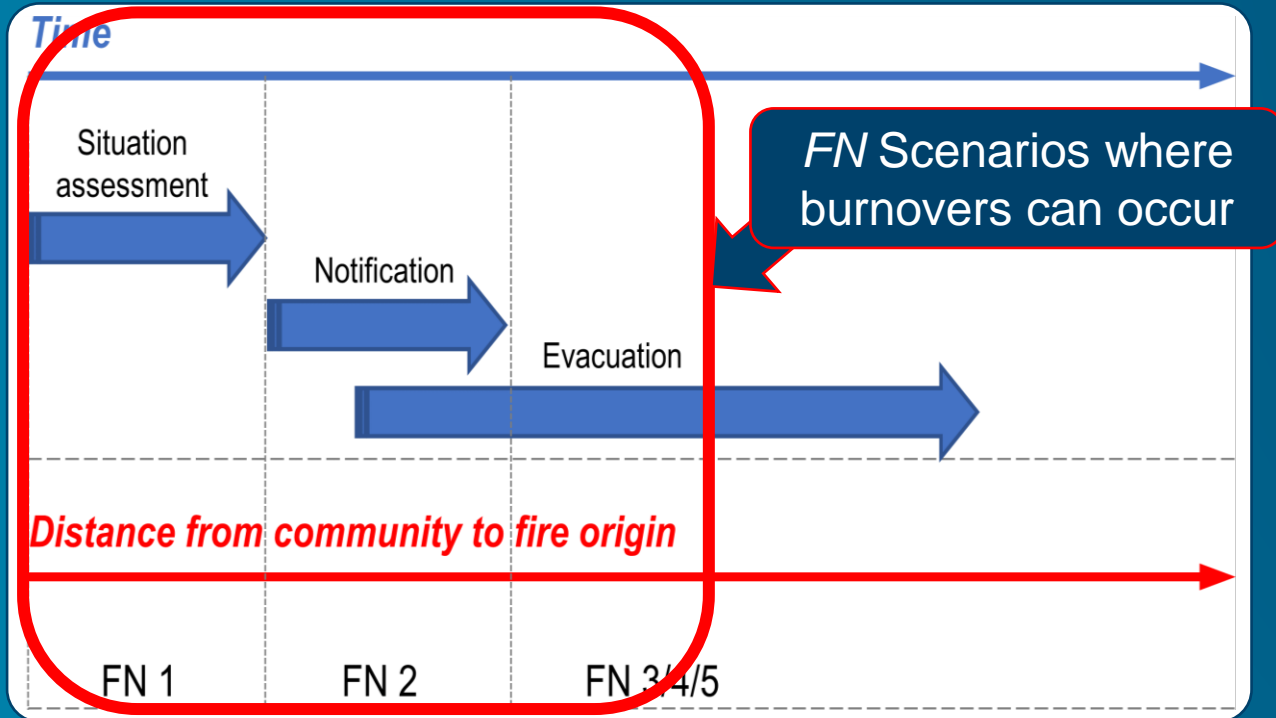 Time
Situation
assessment
FN Scenarios where
burnovers can occur
Notification
Evacuation
Distance from community to fire origin
FN 1
FN 2
FN 3/4/5